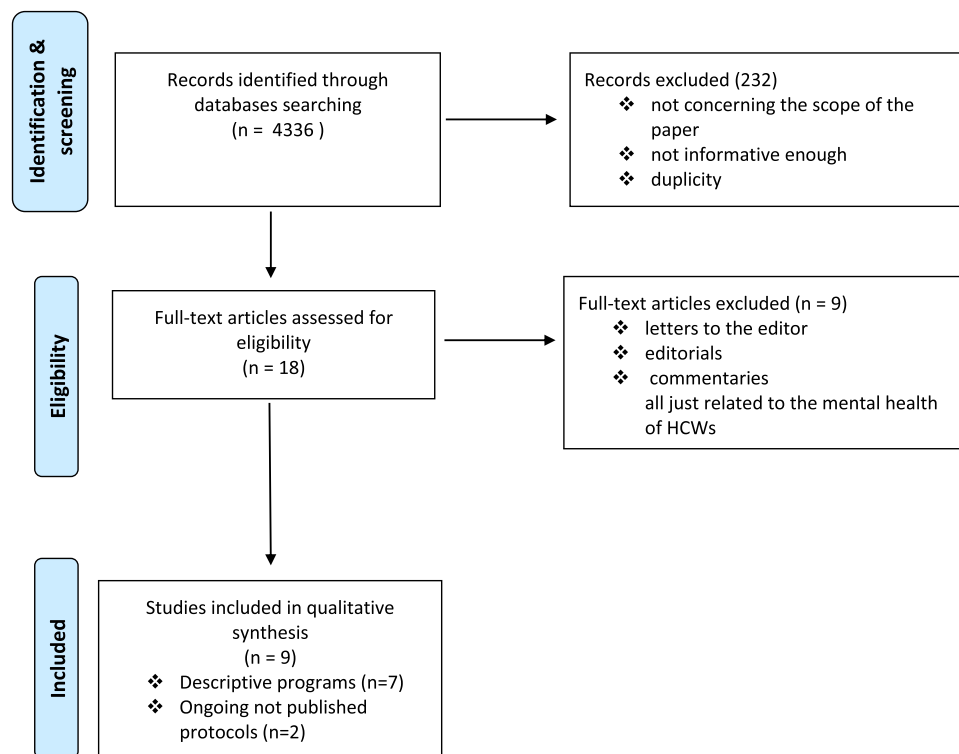 Identification &
screening
Records identified through
databases searching
(n = 4336 )
Records excluded (232)
❖ not concerning the scope of the
paper
❖ not informative enough
❖ duplicity
Eligibility
Full-text articles assessed for
eligibility
(n = 18)
Full-text articles excluded (n = 9)
❖ letters to the editor
❖ editorials
❖ commentaries
all just related to the mental health
of HCWs
Included
Studies included in qualitative
synthesis
(n = 9)
❖ Descriptive programs (n=7)
❖ Ongoing not published
protocols (n=2)